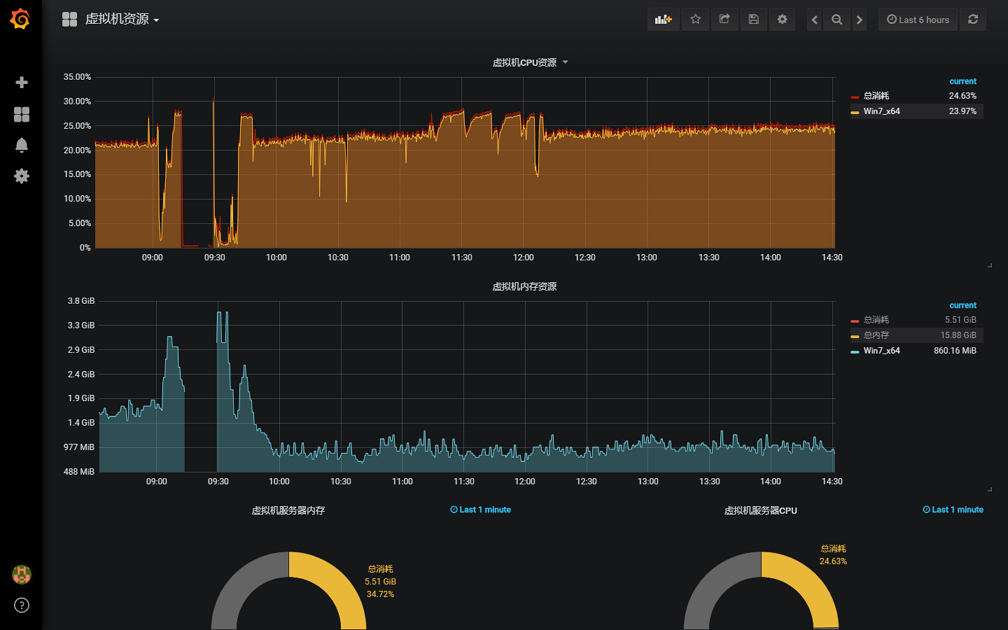 虚拟机资源
Last 6 hours
虚拟机CPU资源
35.00%
30.00%
25.00%
20.00%
15.00%
10.00%
5.00%
0%
09:00 09:30 10:00 10:30 11:00 11:30 12:00 12:30 13:00 13:30 14:00 14:30
current
总消耗 24.63%
Win7_x64 23.97%
虚拟机内存资源
3.8 GiB
3.3 GiB
2.9 GiB
2.4 GiB
1.9 GiB
1.4 GiB
977 MiB
488 MiB
09:00 09:30 10:00 10:30 11:00 11:30 12:00 12:30 13:00 13:30 14:00 14:30
current
总消耗 5.51 GiB
总内存 15.88 GiB
Win7_x64 860.16 MiB
虚拟机服务器内存 Last 1 minute
总消耗
5.51 GiB
34.72%
虚拟机服务器CPU Last 1 minute
总消耗
24.63%